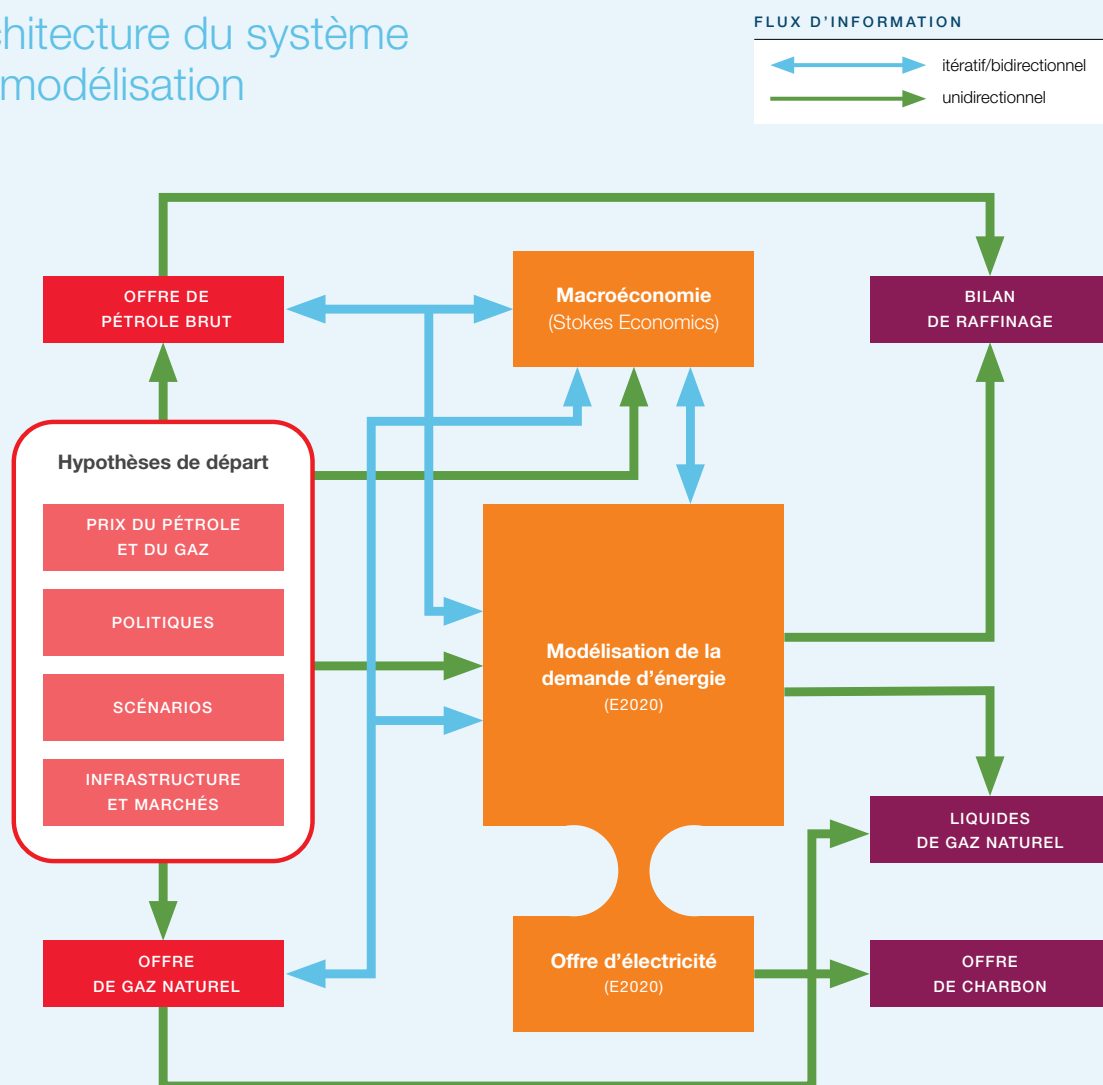 chitecture du système
modélisation
FLUX D'INFORMATION
itératif/bidirectionnel
unidirectionnel
OFFRE DE
PÉTROLE BRUT
Macroéconomie
(Stokes Economics)
BILAN
DE RAFFINAGE
Hypothèses de départ
PRIX DU PÉTROLE
ET DU GAZ
POLITIQUES
SCÉNARIOS
INFRASTRUCTURE
ET MARCHÉS
Modélisation de la
demande d'énergie
(E2020)
LIQUIDES
DE GAZ NATUREL
OFFRE
DE GAZ NATUREL
Offre d'électricité
(E2020)
OFFRE
DE CHARBON